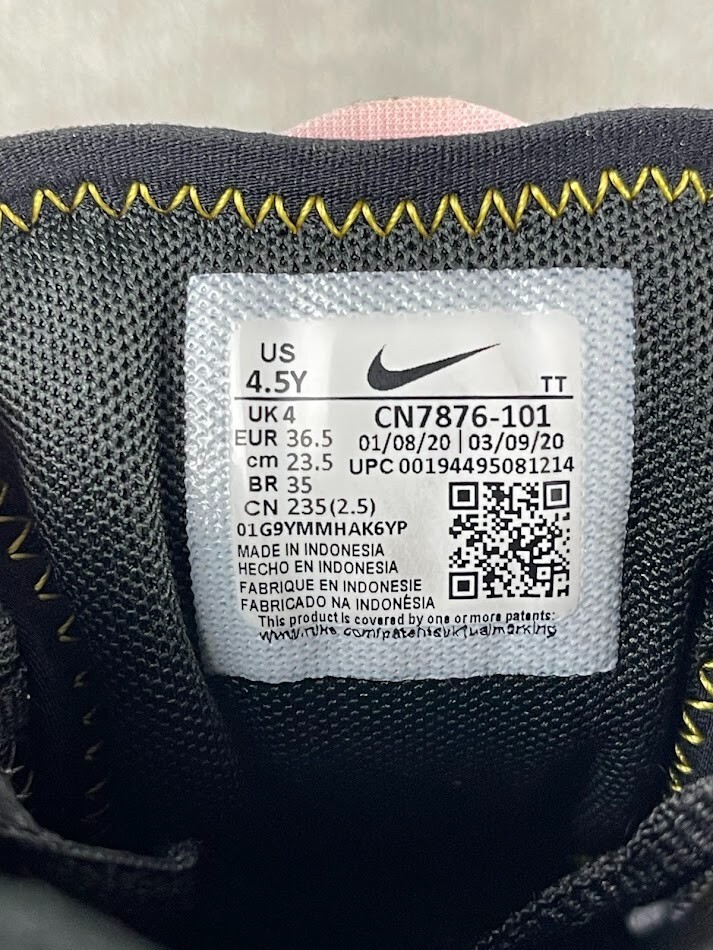 US
4.5Y
TT
UK 4
EUR 36.5
cm 23.5
BR 35
CN 235(2.5)
CN7876-101
01/08/20 | 03/09/20
UPC 00194495081214
01G9YMMHAK6YP
MADE IN INDONESIA
HECHO EN INDONESIA
FABRIQUE EN INDONESIE
FABRICADO NA INDONÉSIA
This product is covered by one or more patents: